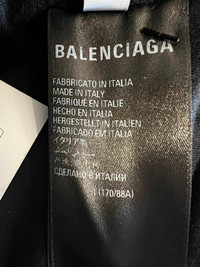 BALENCIAGA
FABBRICATO IN ITALIA
MADE IN ITALY
FABRIQUÉ EN ITALIE
HECHO EN ITALIA
HERGESTELLT IN ITALIEN
FABRICADO EM ITÁLIA
イタリア製
СДЕЛАНО В ИТАЛИИ
(170/88A)